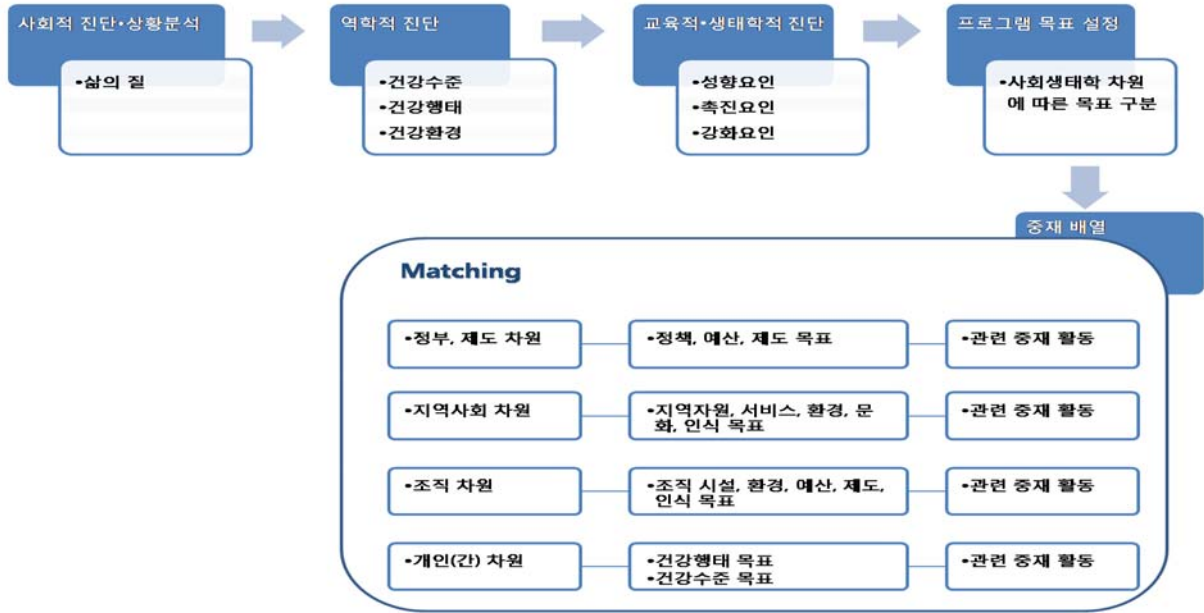 사회적 진단•상황분석
•삶의 질
역학적 진단
•건강수준
•건강행태
•건강환경
교육적•생태학적 진단
•성향요인
•촉진요인
•강화요인
프로그램 목표 설정
•사회생태학 차원
에 따른 목표 구분
중재 배열
Matching
•정부, 제도 차원
•정책, 예산, 제도 목표
•관련 중재 활동
•지역사회 차원
•지역자원, 서비스, 환경, 문
화, 인식 목표
•관련 중재 활동
•조직 차원
•조직 시설, 환경, 예산, 제도,
인식 목표
•관련 중재 활동
•개인(간) 차원
•건강행태 목표
•건강수준 목표
•관련 중재 활동